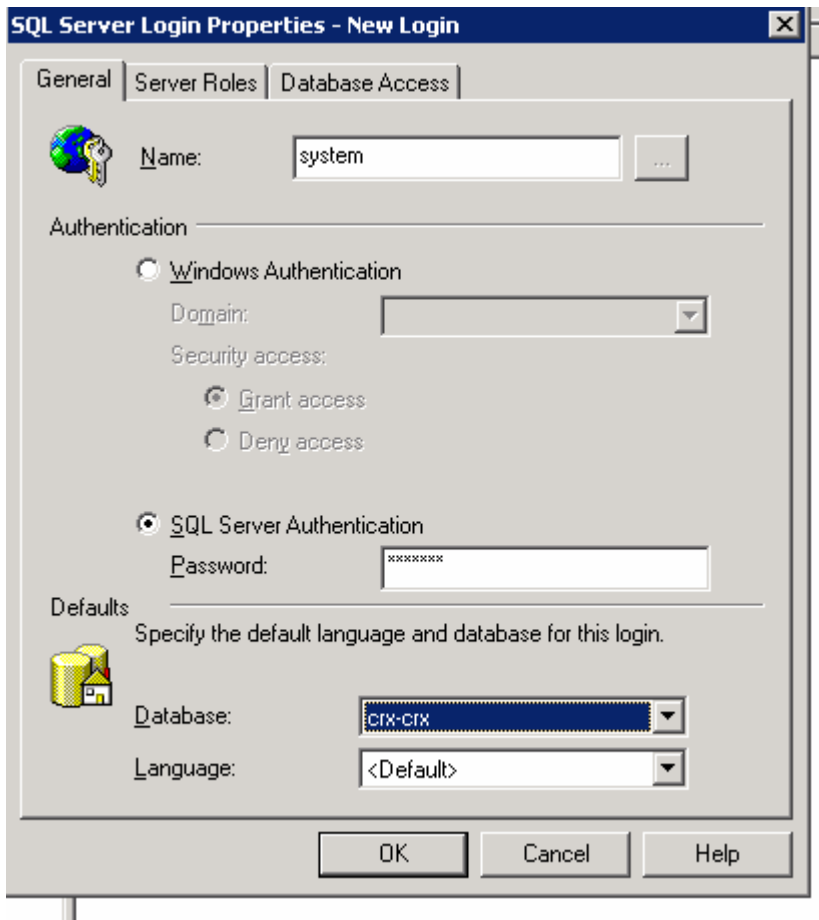 SQL Server Login Properties - New Login
General Server Roles Database Access
Name: system ...
Authentication
Windows Authentication
Domain:
Security access:
Grant access
Deny access
SQL Server Authentication
Password: *******
Defaults
Specify the default language and database for this login.
Database: crx-crx
Language: <Default>
OK Cancel Help